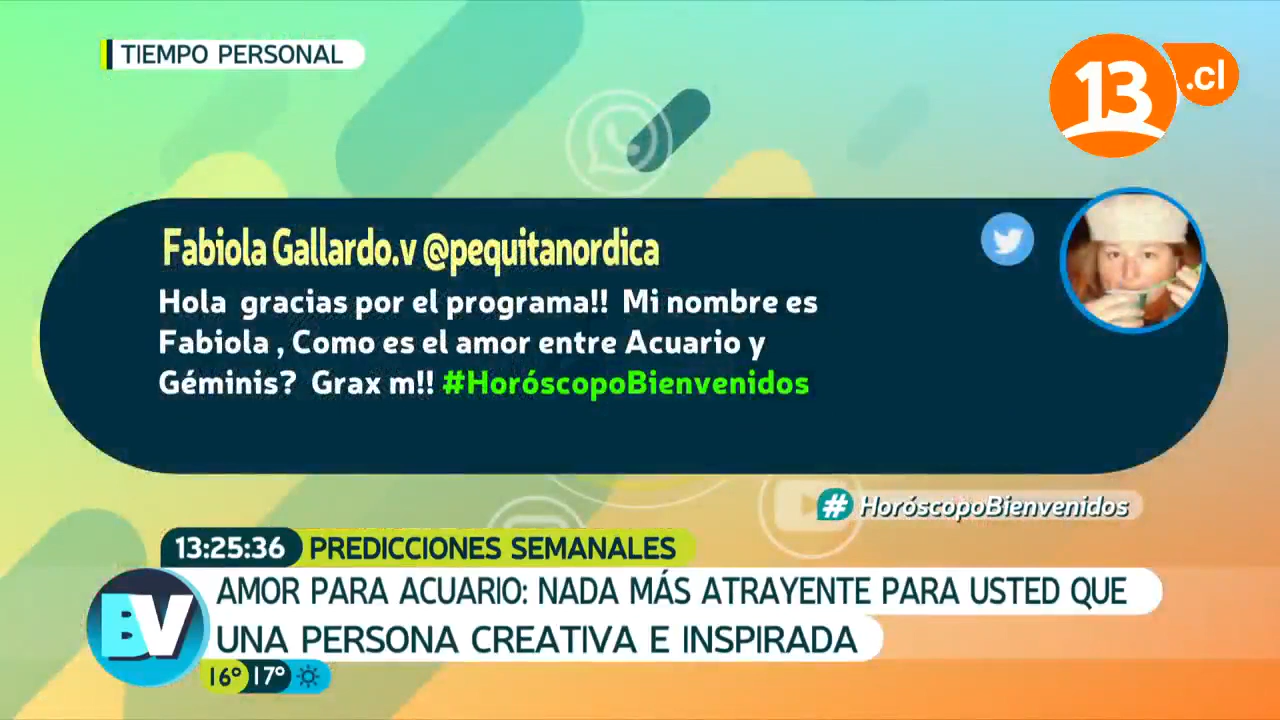 TIEMPO PERSONAL
13.cl
Fabiola Gallardo.v @pequitanordica
Hola gracias por el programa!! Mi nombre es
Fabiola , Como es el amor entre Acuario y
Géminis? Grax m!! #HoróscopoBienvenidos
# HoróscopoBienvenidos
13:25:36 PREDICCIONES SEMANALES
BV
AMOR PARA ACUARIO: NADA MÁS ATRAYENTE PARA USTED QUE
UNA PERSONA CREATIVA E INSPIRADA
16° 17°